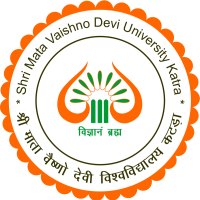 * Shri Mata Vaishno Devi University Katra *
विज्ञानं ब्रह्म
श्री माता वैष्णो देवी विश्वविद्यालय कटड़ा